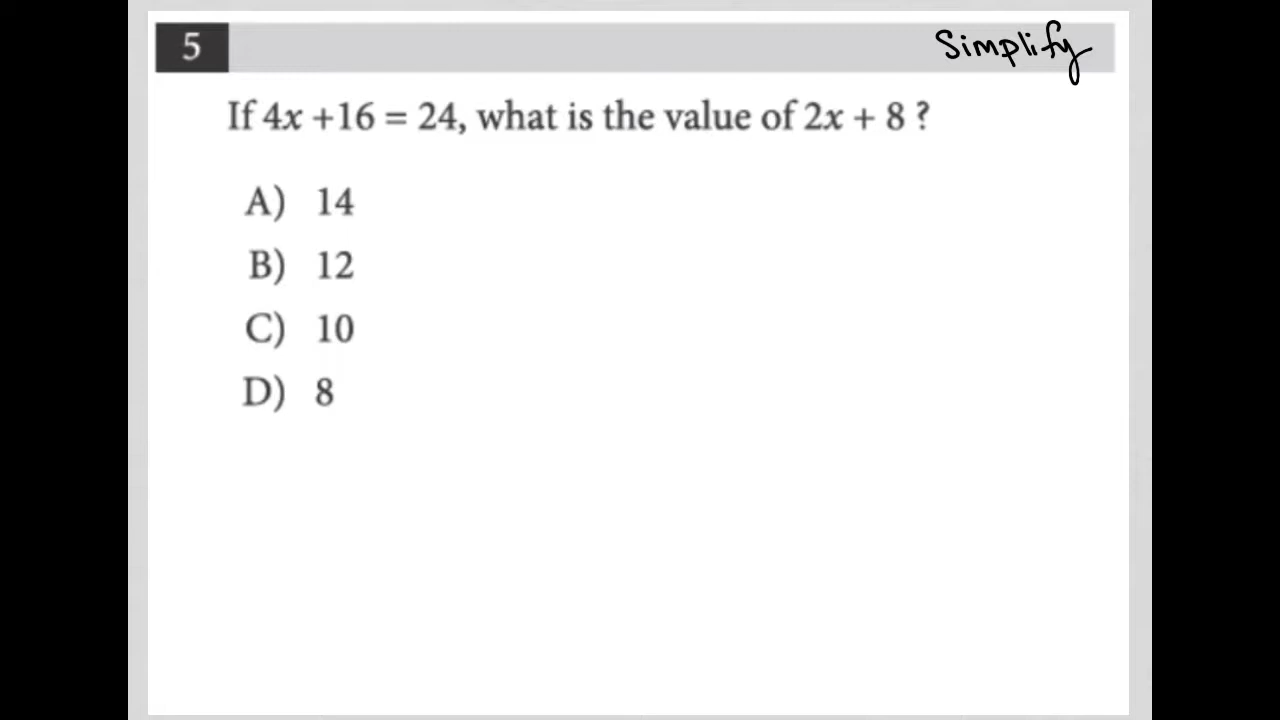 5 Simplify
If 4x +16 = 24, what is the value of 2x + 8 ?
A) 14
B) 12
C) 10
D) 8